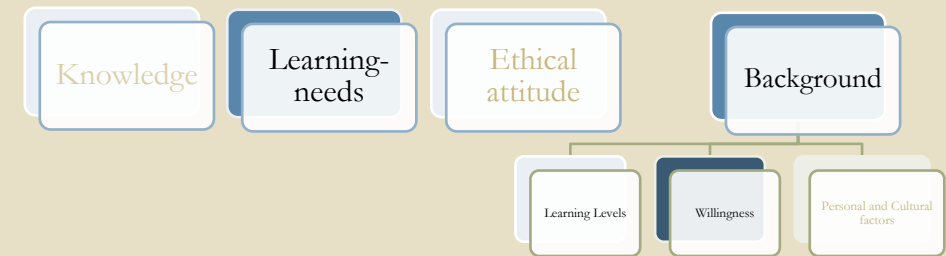 Knowledge
Learning-
needs
Ethical
attitude
Background
Learning Levels
Willingness
Personal and Cultural
factors